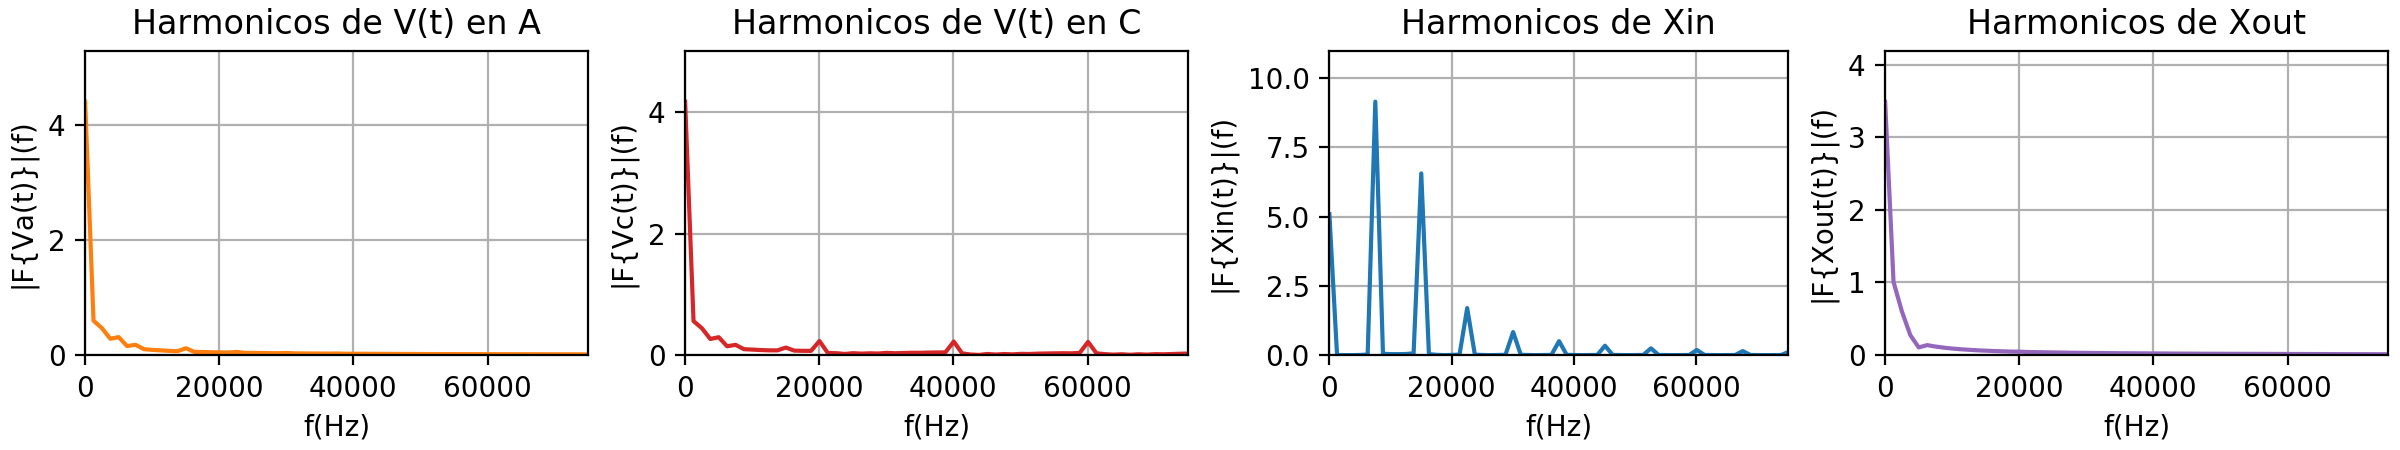 Harmonicos de V(t) en A
4
2
0
0 20000 40000 60000
f(Hz)
|F{Va(t)}|(f)
Harmonicos de V(t) en C
4
2
0
0 20000 40000 60000
f(Hz)
|F{Vc(t)}|(f)
Harmonicos de Xin
10.0
7.5
5.0
2.5
0.0
0 20000 40000 60000
f(Hz)
|F{Xin(t)}|(f)
Harmonicos de Xout
4
3
2
1
0
0 20000 40000 60000
f(Hz)
|F{Xout(t)}|(f)